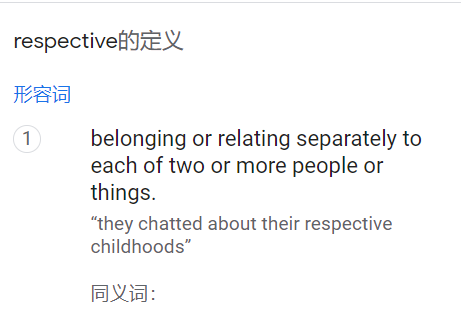 respective的定义
形容词
1
belonging or relating separately to
each of two or more people or
things.
“they chatted about their respective
childhoods”
同义词：